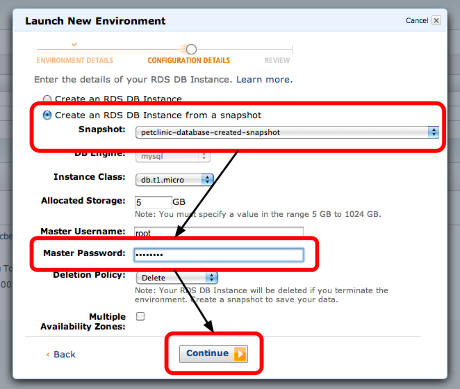 Launch New Environment
Cancel
ENVIRONMENT DETAILS
CONFIGURATION DETAILS
REVIEW
Enter the details of your RDS DB Instance. Learn more.
Create an RDS DB Instance
Create an RDS DB Instance from a snapshot
Snapshot: petclinic-database-created-snapshot
DB Engine: mysql
Instance Class: db.t1.micro
Allocated Storage: 5 GB
Note: You must specify a value in the range 5 GB to 1024 GB.
Master Username: root
Master Password: ••••••••
Deletion Policy: Delete
Note: Your RDS DB Instance will be deleted if you terminate the
environment. Create a snapshot to save your data.
Multiple
Availability Zones:
‹ Back
Continue